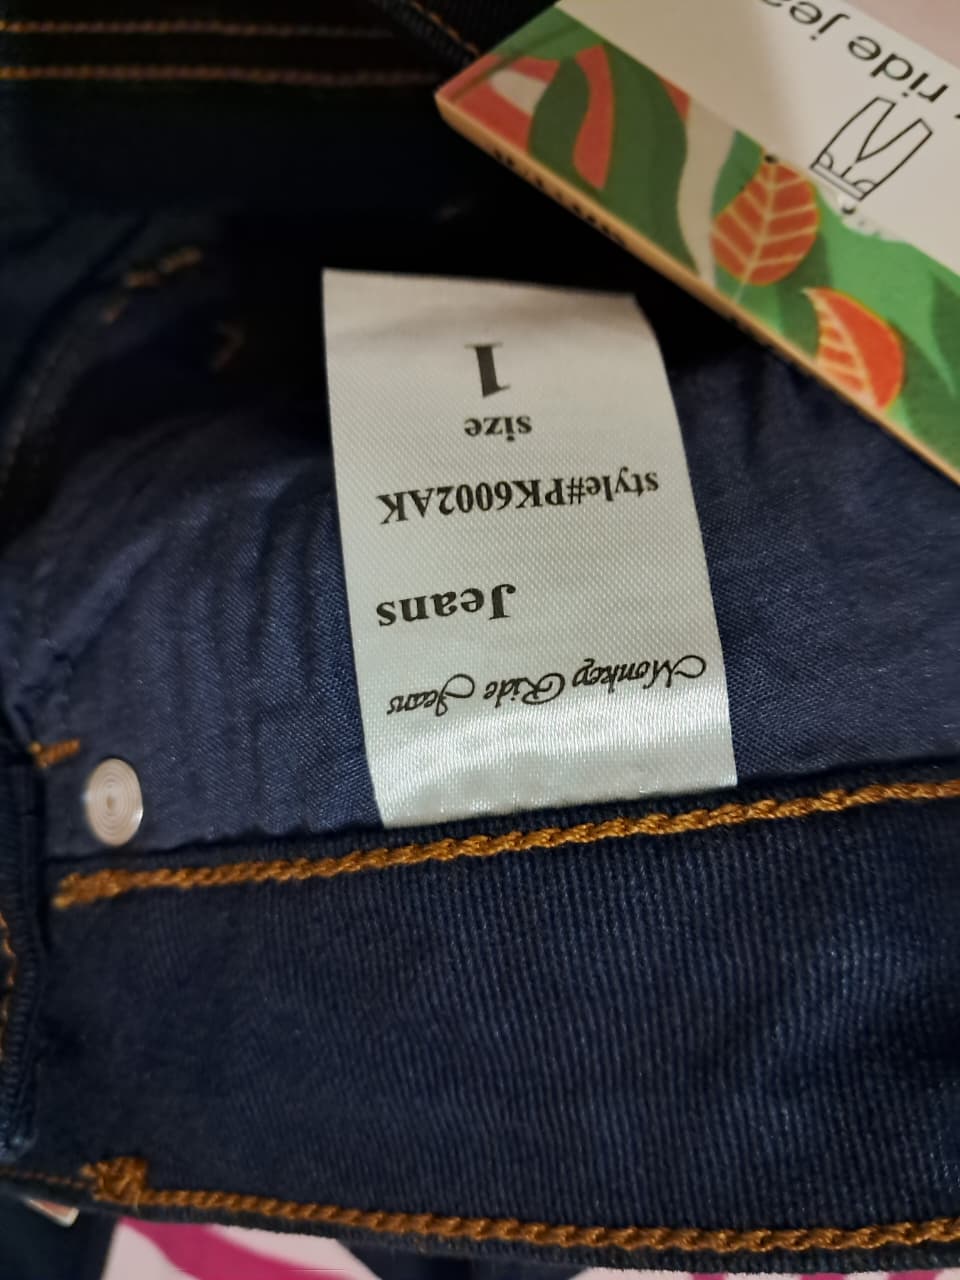 Monkey Ride Jeans
Jeans
style#PK6002AK
size
1
ride